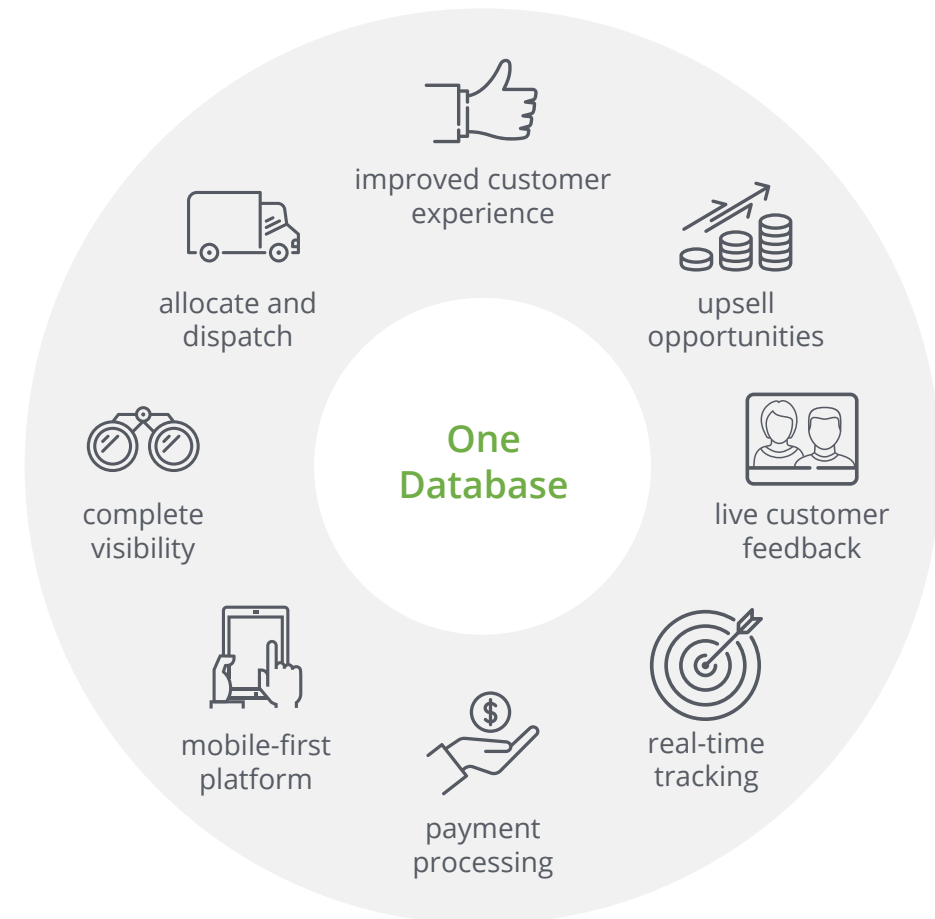 improved customer
experience
upsell
opportunities
live customer
feedback
real-time
tracking
payment
processing
mobile-first
platform
complete
visibility
allocate and
dispatch
One
Database
$